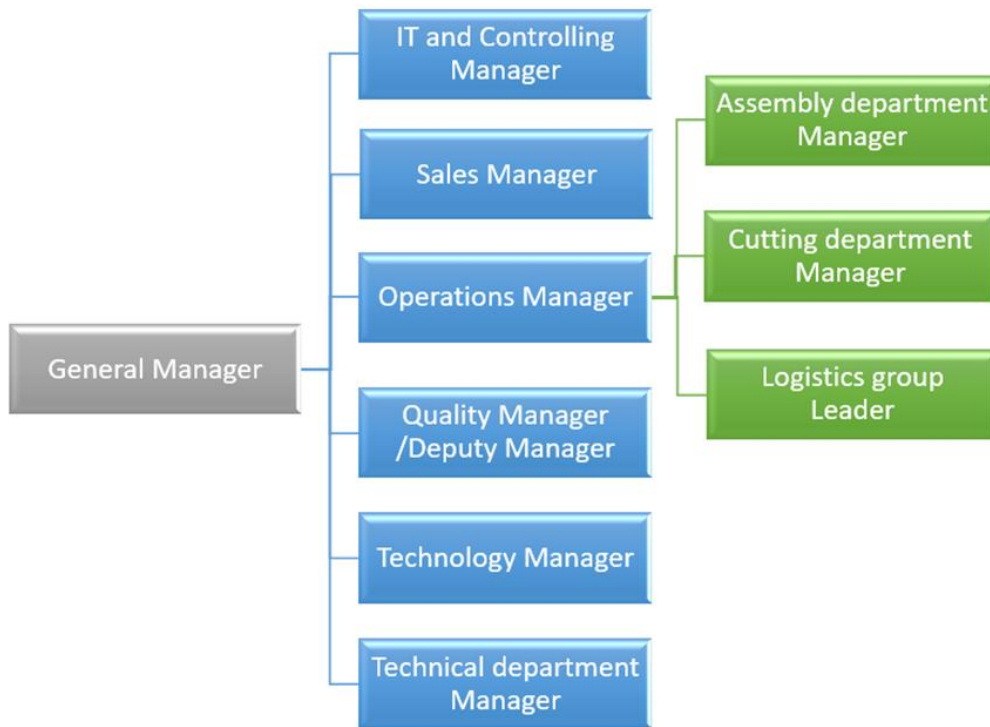 General Manager
IT and Controlling
Manager
Sales Manager
Operations Manager
Quality Manager
/Deputy Manager
Technology Manager
Technical department
Manager
Assembly department
Manager
Cutting department
Manager
Logistics group
Leader